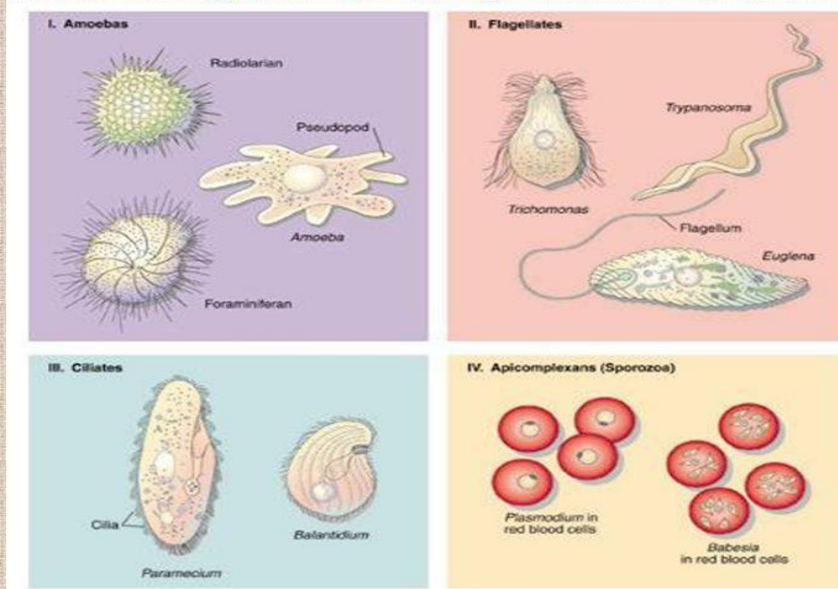 I. Amoebas
Radiolarian
Pseudopod
Amoeba
Foraminiferan
II. Flagellates
Trypanosoma
Trichomonas
Flagellum
Euglena
III. Ciliates
Cilia
Balantidium
Paramecium
IV. Apicomplexans (Sporozoa)
Plasmodium in
red blood cells
Babesia
in red blood cells